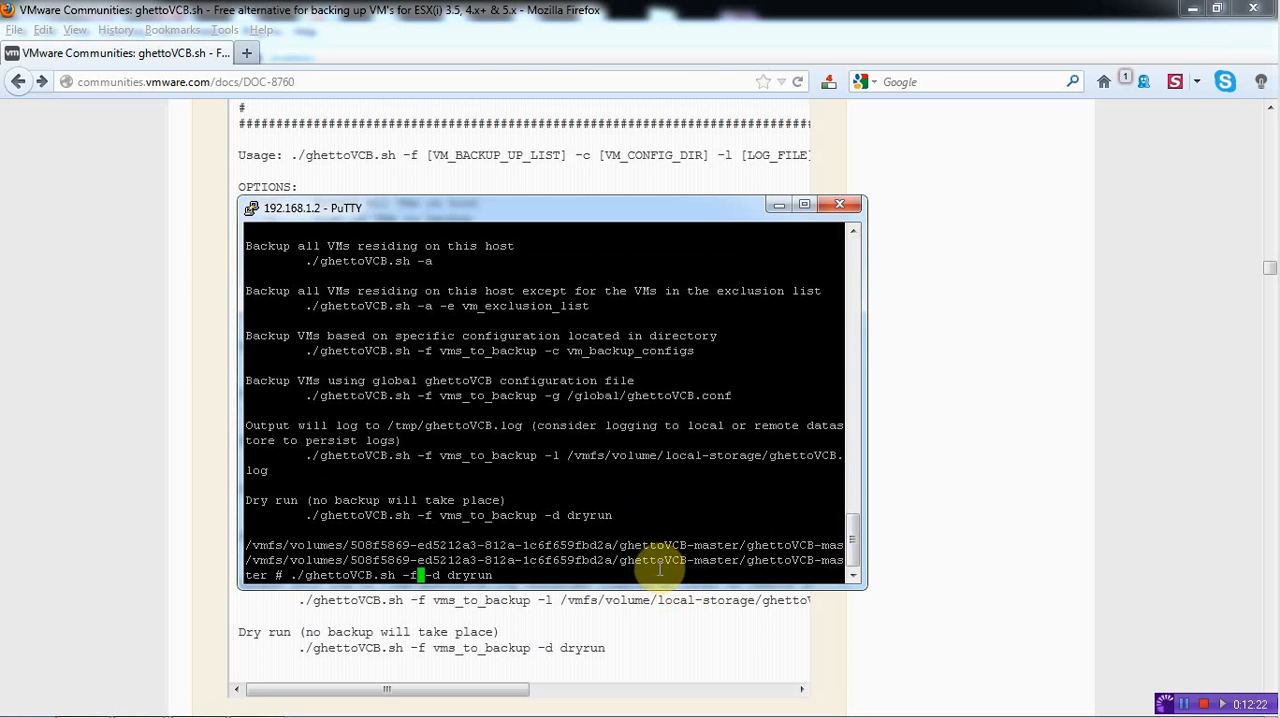 VMware Communities: ghettoVCB.sh - Free alternative for backing up VM's for ESX(i) 3.5, 4.x+ & 5.x - Mozilla Firefox
File Edit View History Bookmarks Tools Help
VMware Communities: ghettoVCB.sh - F...
communities.vmware.com/docs/DOC-8760
Google
1
#
################################################################################
Usage: ./ghettoVCB.sh -f [VM_BACKUP_UP_LIST] -c [VM_CONFIG_DIR] -l [LOG_FILE]
OPTIONS:
192.168.1.2 - PuTTY
Backup all VMs residing on this host
./ghettoVCB.sh -a
Backup all VMs residing on this host except for the VMs in the exclusion list
./ghettoVCB.sh -a -e vm_exclusion_list
Backup VMs based on specific configuration located in directory
./ghettoVCB.sh -f vms_to_backup -c vm_backup_configs
Backup VMs using global ghettoVCB configuration file
./ghettoVCB.sh -f vms_to_backup -g /global/ghettoVCB.conf
Output will log to /tmp/ghettoVCB.log (consider logging to local or remote datas
tore to persist logs)
./ghettoVCB.sh -f vms_to_backup -l /vmfs/volume/local-storage/ghettoVCB.
log
Dry run (no backup will take place)
./ghettoVCB.sh -f vms_to_backup -d dryrun
/vmfs/volumes/508f5869-ed5212a3-812a-1c6f659fbd2a/ghettoVCB-master/ghettoVCB-mas
/vmfs/volumes/508f5869-ed5212a3-812a-1c6f659fbd2a/ghettoVCB-master/ghettoVCB-mas
ter # ./ghettoVCB.sh -f -d dryrun
./ghettoVCB.sh -f vms_to_backup -l /vmfs/volume/local-storage/ghettoV
Dry run (no backup will take place)
./ghettoVCB.sh -f vms_to_backup -d dryrun
0:12:22